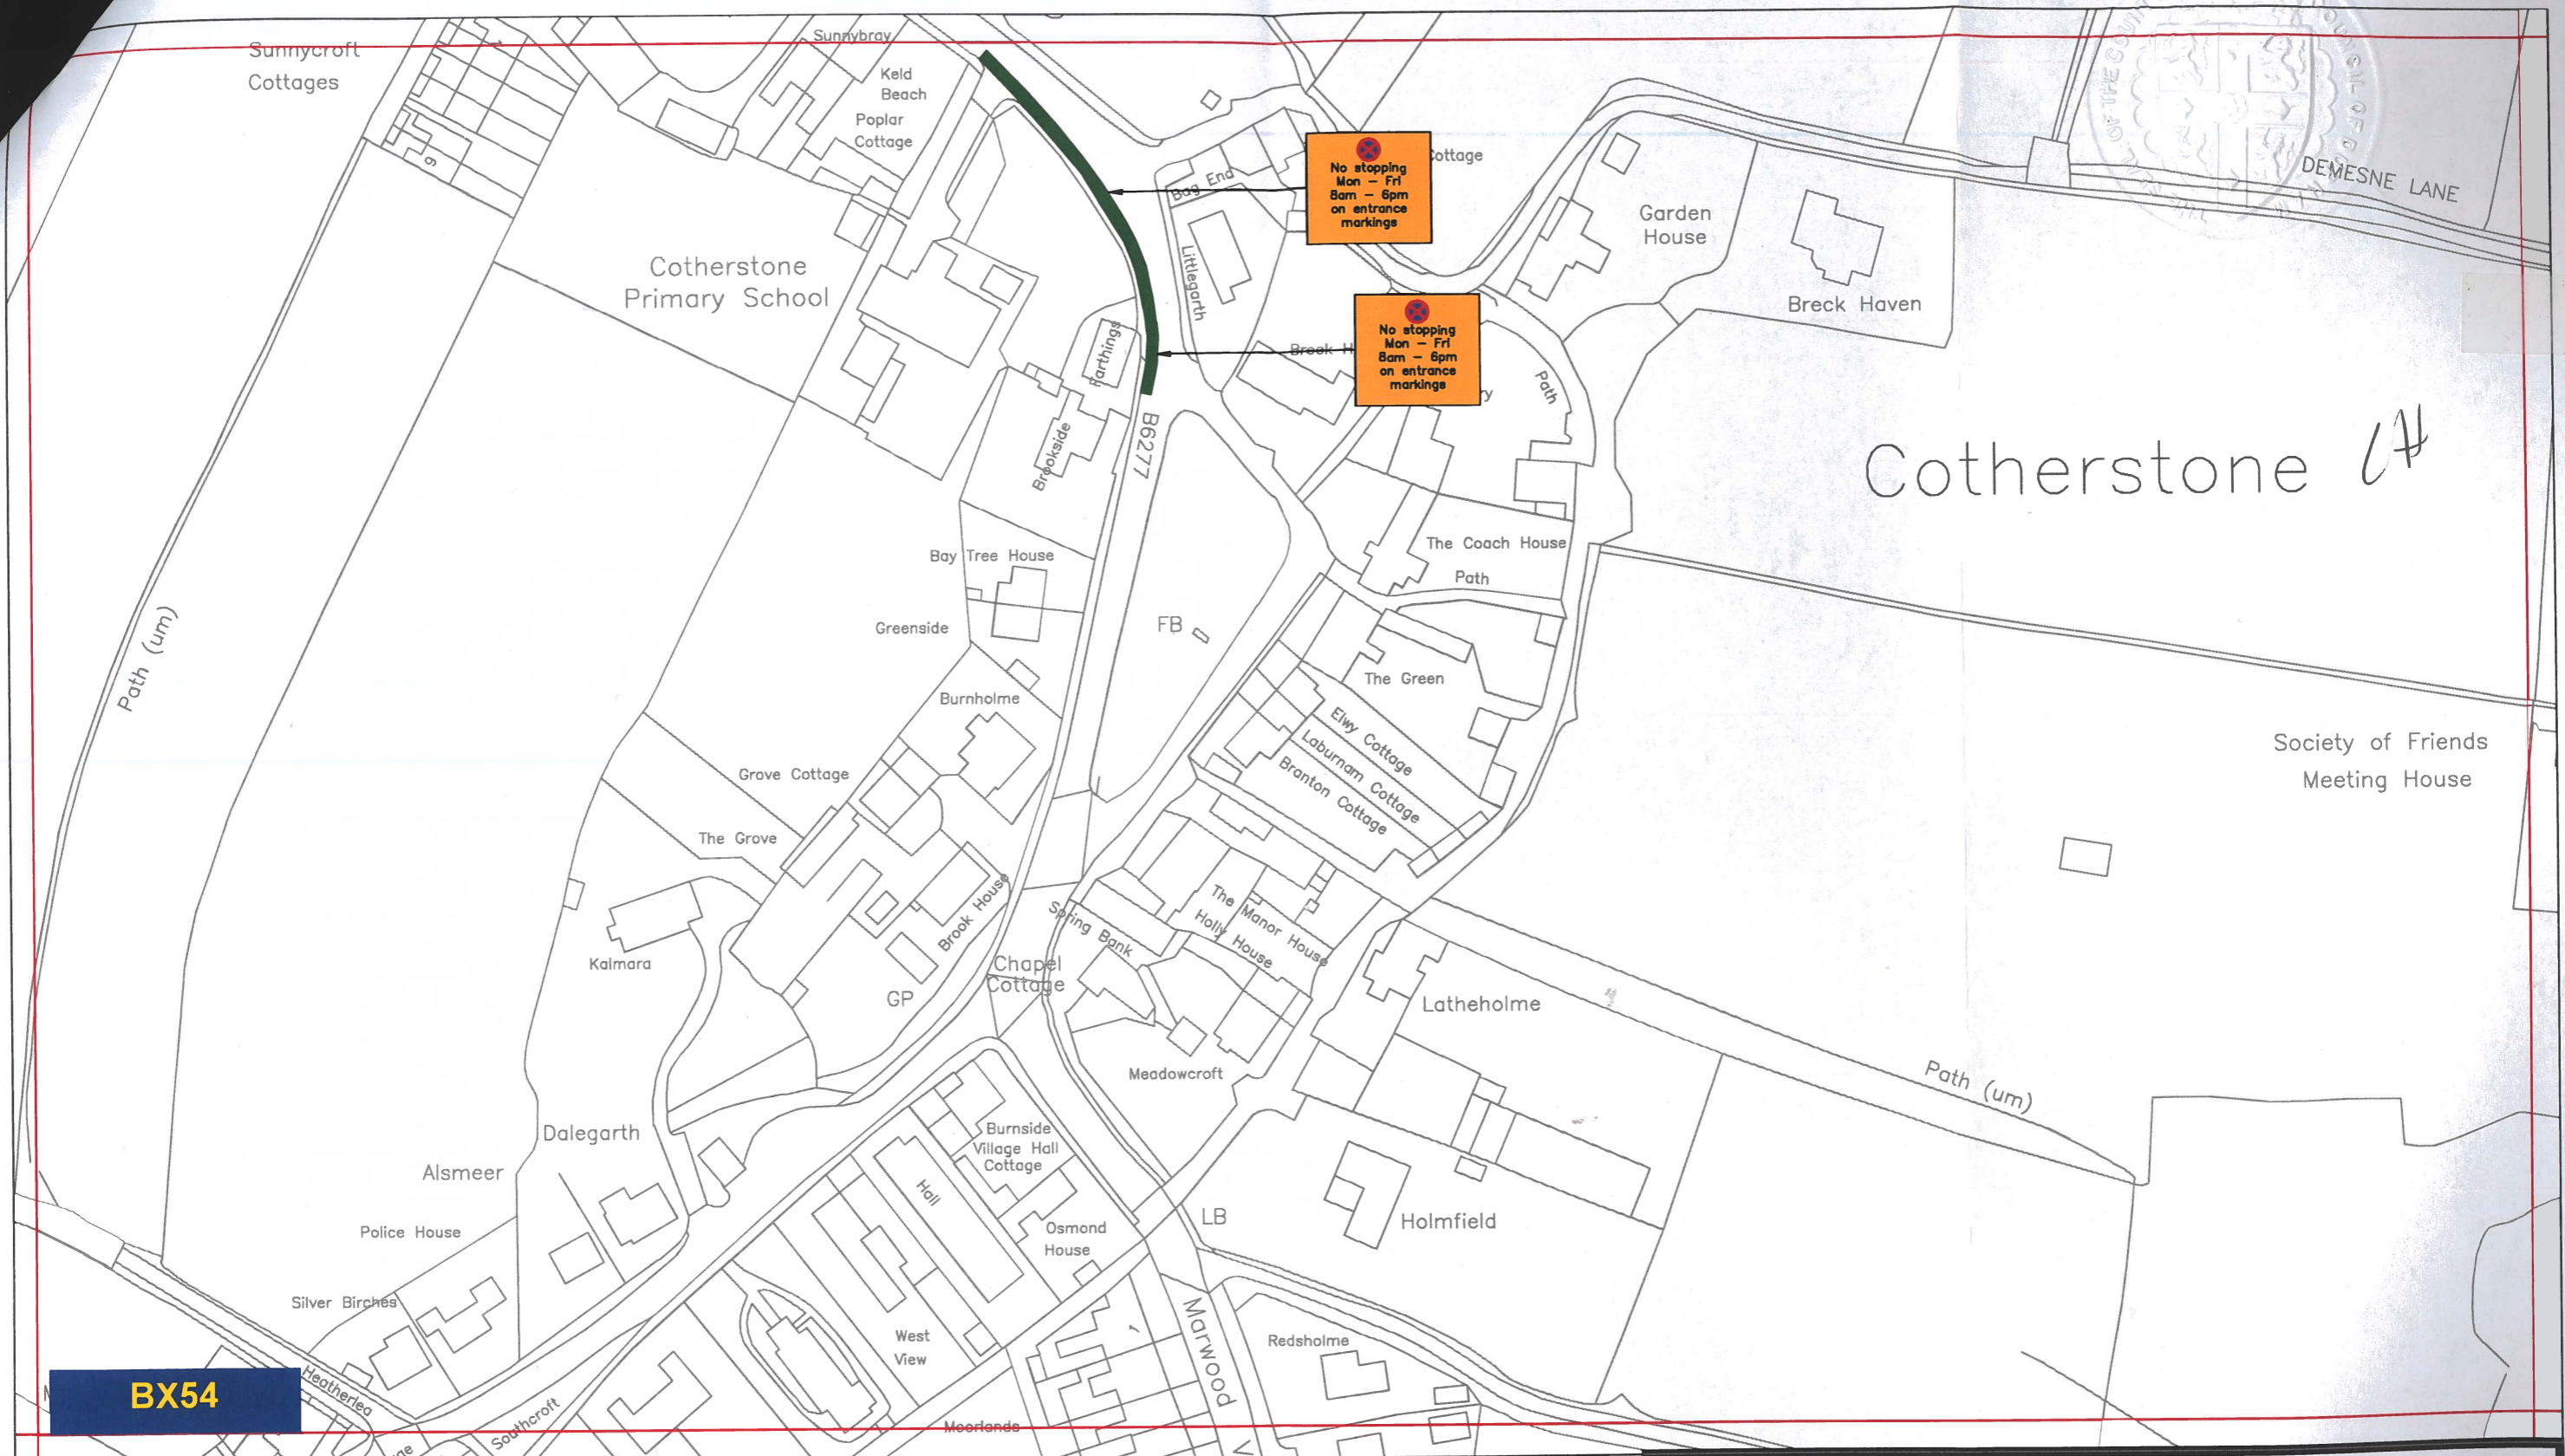 Sunnycroft
Cottages
Sunnybray
Keld
Beach
Poplar
Cottage
Bag End
Littlegarth
No stopping
Mon – Fri
8am – 6pm
on entrance
markings
Cottage
Garden
House
Breck Haven
DEMESNE LANE
Cotherstone
Primary School
Farthings
Brookside
B6277
No stopping
Mon – Fri
8am – 6pm
on entrance
markings
Path
Cotherstone
The Coach House
Path
Bay Tree House
Greenside
FB
Path (um)
Burnholme
The Green
Elwy Cottage
Laburnam Cottage
Branton Cottage
Society of Friends
Meeting House
Grove Cottage
The Grove
Brook House
Kalmara
GP
Spring Bank
Chapel
Cottage
The Manor House
Holly House
Latheholme
Meadowcroft
Path (um)
Dalegarth
Alsmeer
Police House
Silver Birches
Burnside
Village Hall
Cottage
Hall
Osmond
House
LB
Holmfield
West
View
Marwood
Redsholme
Heatherlea
Southcroft
Moorlands
BX54